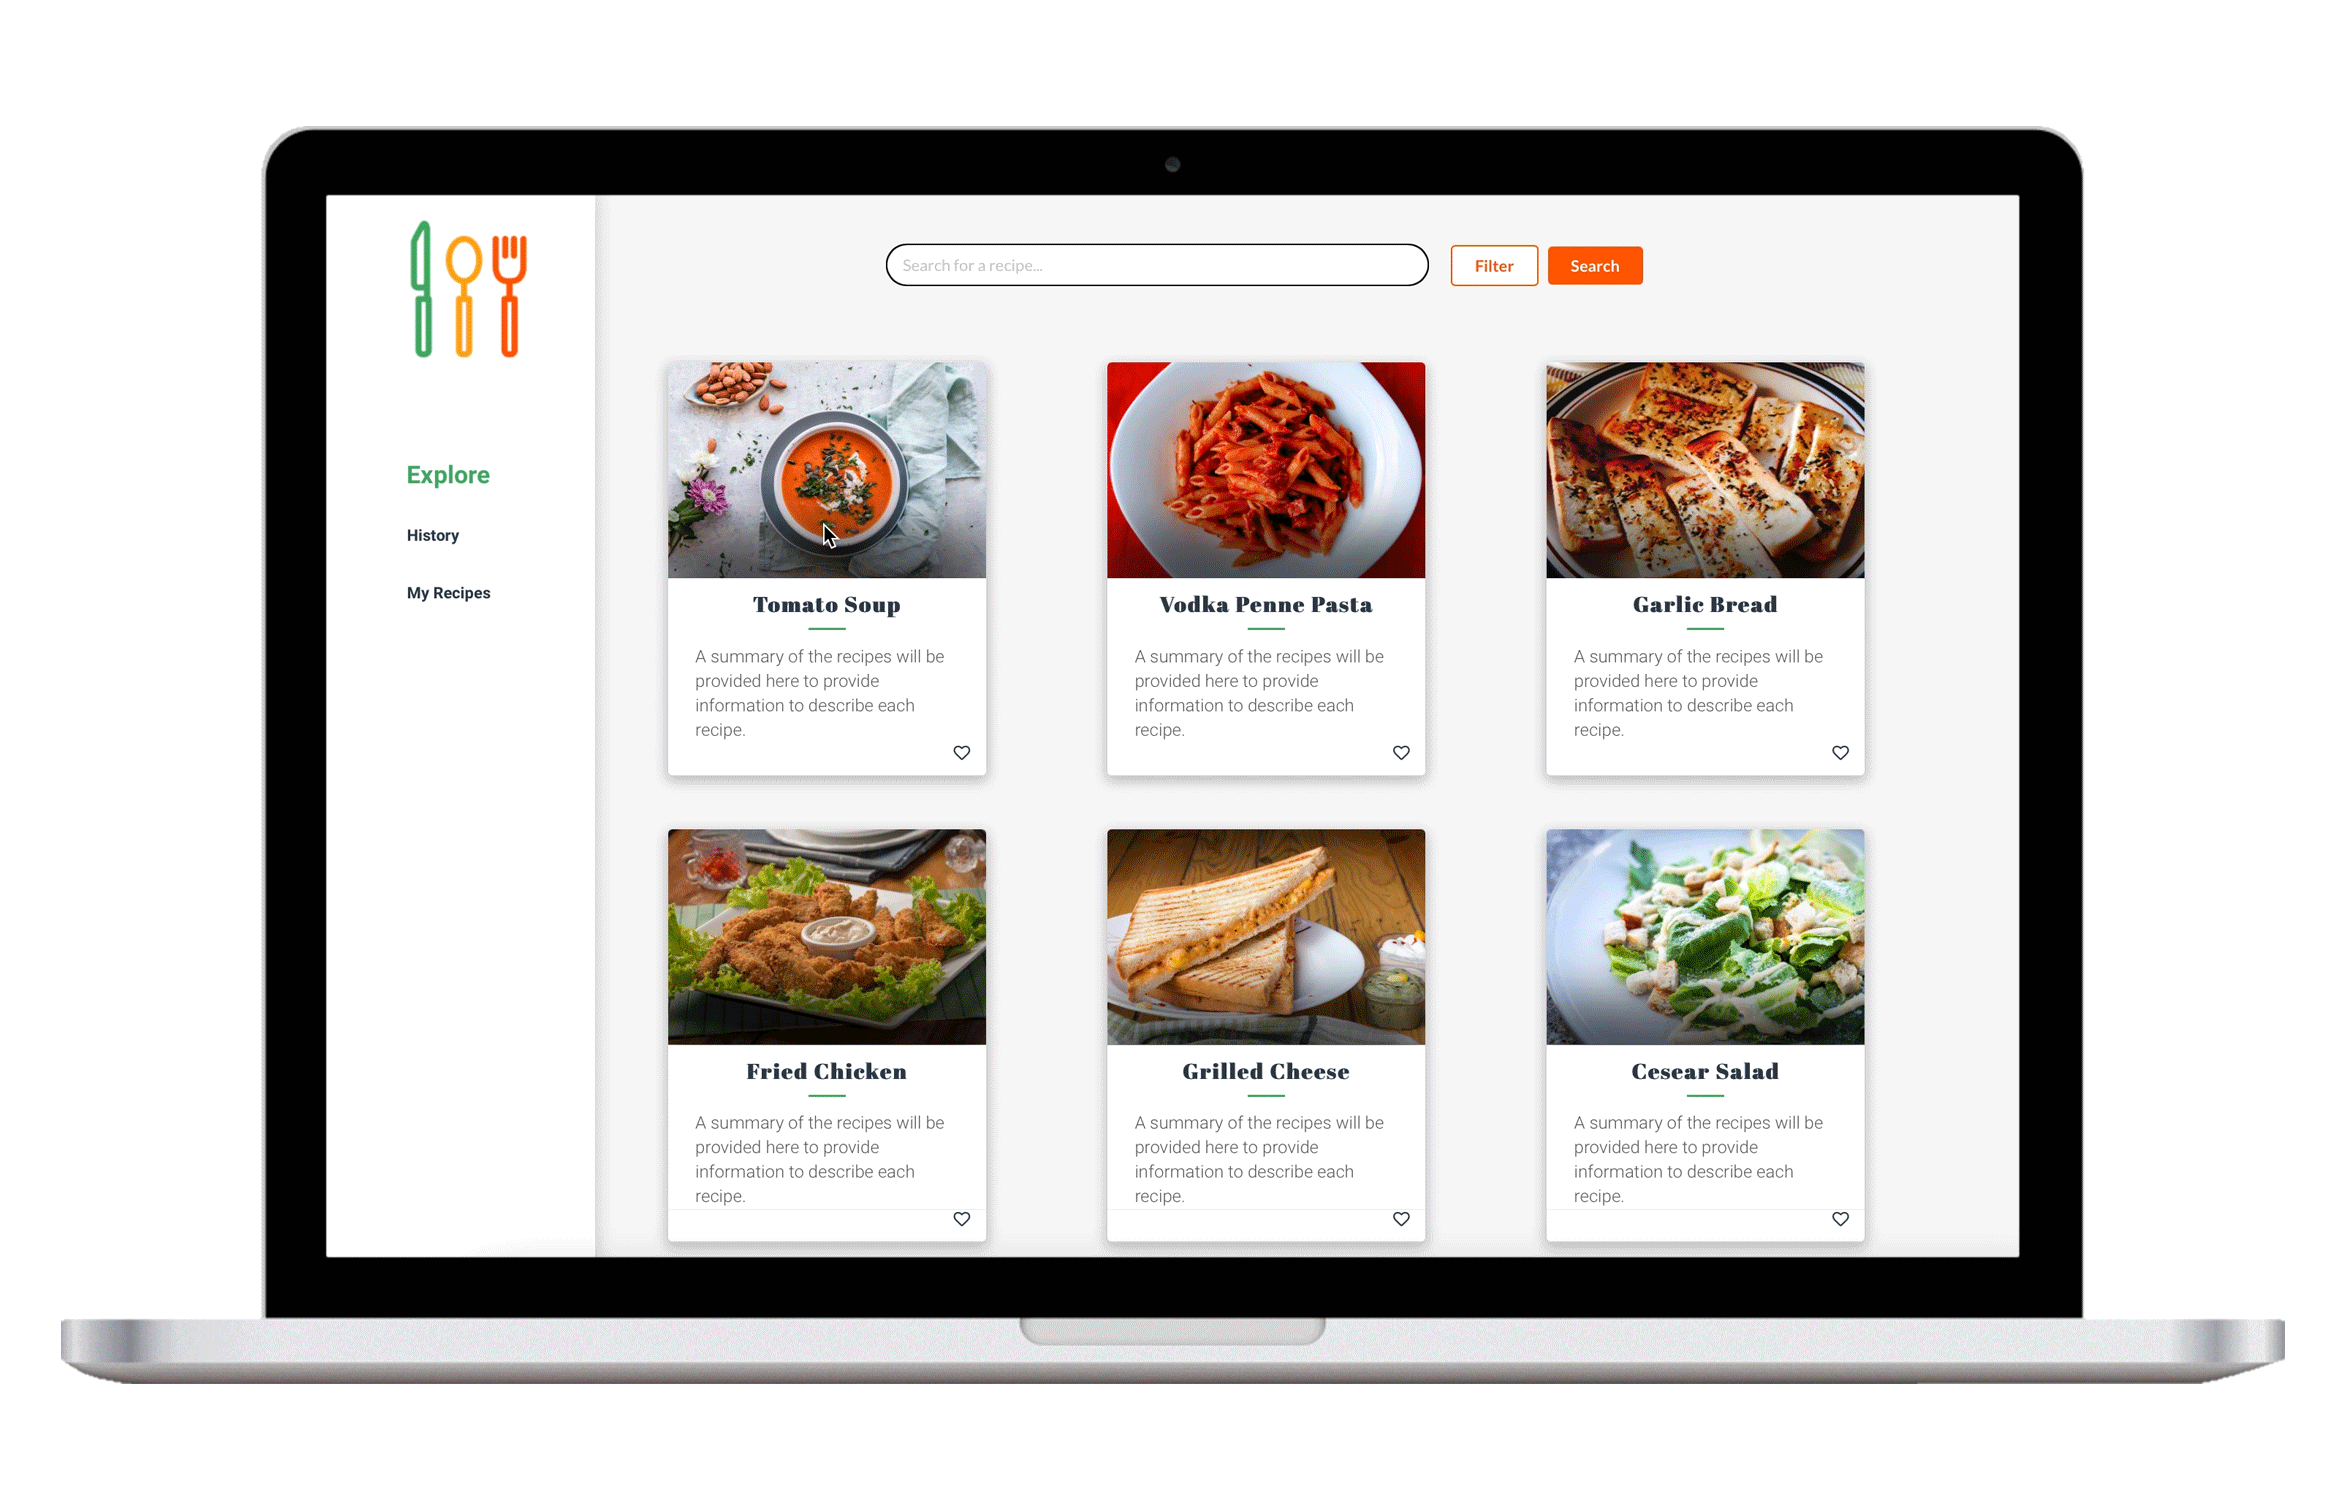 Search for a recipe...
Filter
Search
Explore
History
My Recipes
Tomato Soup
A summary of the recipes will be
provided here to provide
information to describe each
recipe.
Vodka Penne Pasta
A summary of the recipes will be
provided here to provide
information to describe each
recipe.
Garlic Bread
A summary of the recipes will be
provided here to provide
information to describe each
recipe.
Fried Chicken
A summary of the recipes will be
provided here to provide
information to describe each
recipe.
Grilled Cheese
A summary of the recipes will be
provided here to provide
information to describe each
recipe.
Cesear Salad
A summary of the recipes will be
provided here to provide
information to describe each
recipe.